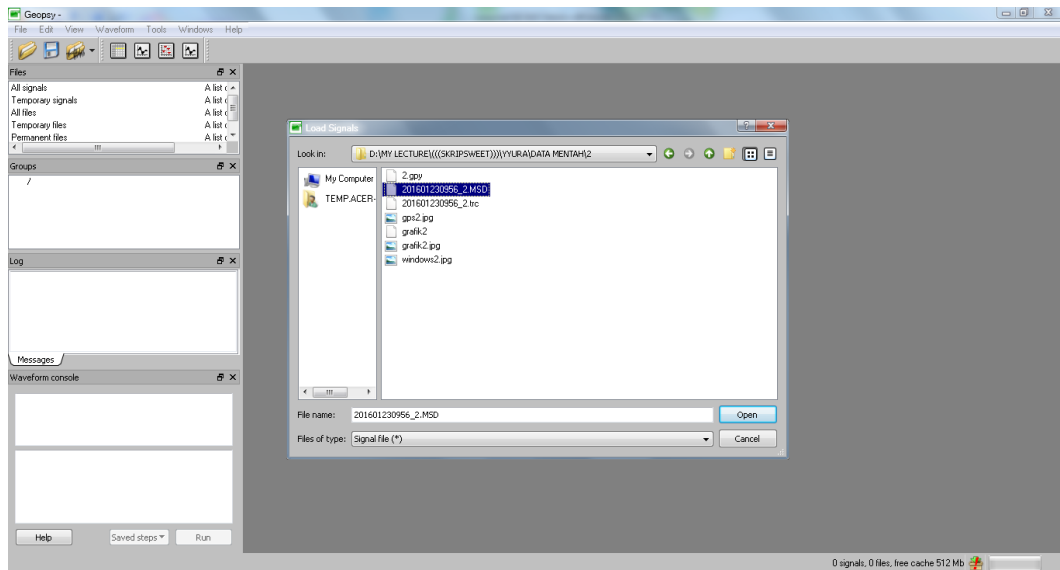 Geopsy -
File Edit View Waveform Tools Windows Help
Files
All signals A list
Temporary signals A list
All files A list
Temporary files A list
Permanent files A list
Groups
/
Log
Messages
Waveform console
Help Saved steps Run
Load Signals
Look in: D:\MY LECTURE\(((SKRIPSWEET)))\YYURA\DATA MENTAH\2
My Computer
TEMP.ACER-
2.gpy
201601230956_2.MSD
201601230956_2.trc
gps2.jpg
grafik2
grafik2.jpg
windows2.jpg
File name: 201601230956_2.MSD Open
Files of type: Signal file (*) Cancel
0 signals, 0 files, free cache 512 Mb